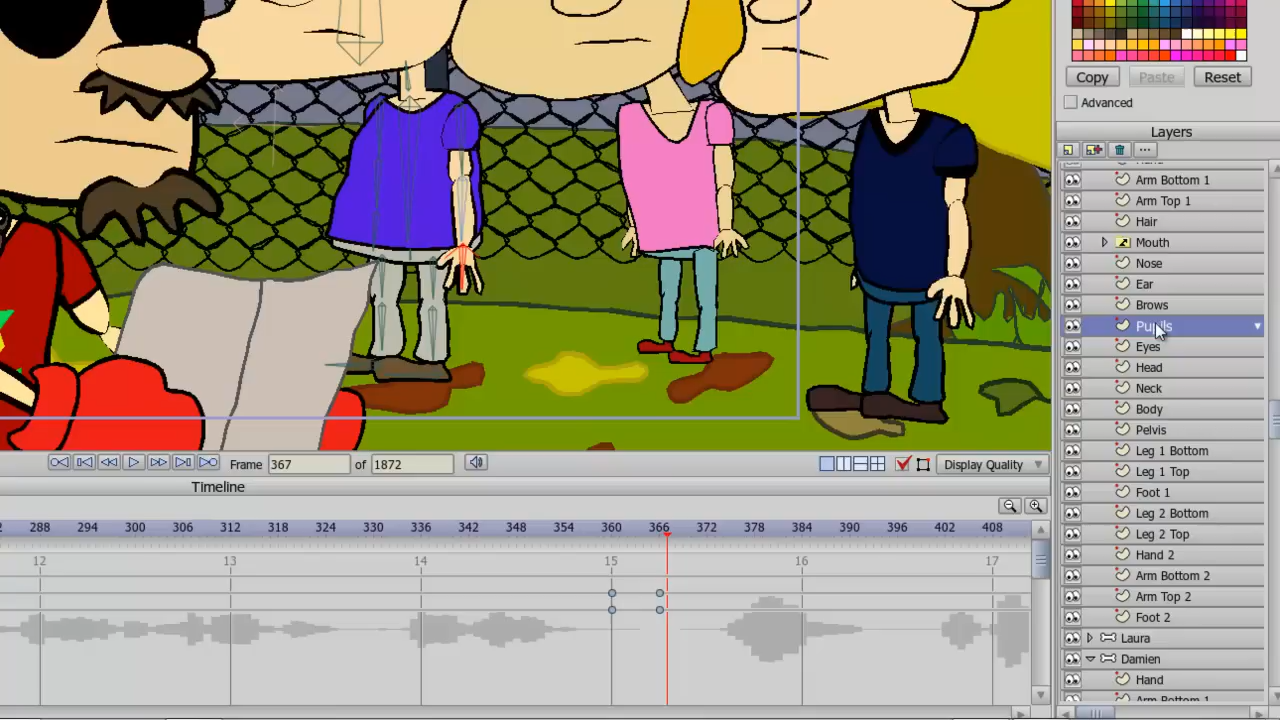 Copy
Paste
Reset
Advanced
Layers
Arm Bottom 1
Arm Top 1
Hair
Mouth
Nose
Ear
Brows
Pupils
Eyes
Head
Neck
Body
Pelvis
Leg 1 Bottom
Leg 1 Top
Foot 1
Leg 2 Bottom
Leg 2 Top
Hand 2
Arm Bottom 2
Arm Top 2
Foot 2
Laura
Damien
Hand
Arm Bottom 1
Frame 367 of 1872
Display Quality
Timeline
288 294 300 306 312 318 324 330 336 342 348 354 360 366 372 378 384 390 396 402 408
12 13 14 15 16 17